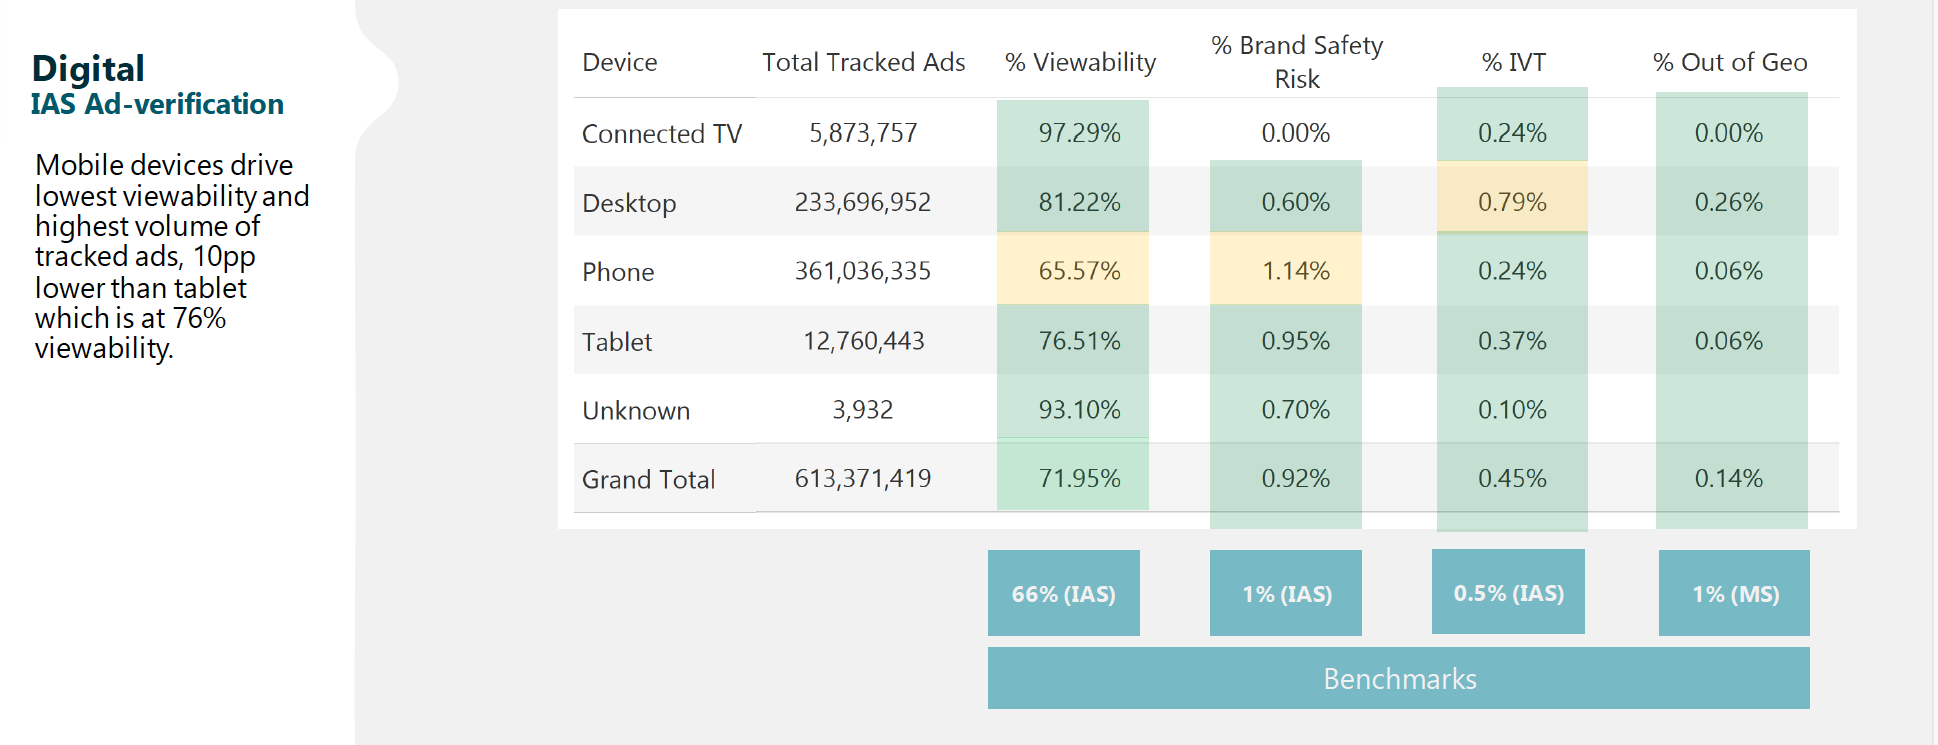 Digital
IAS Ad-verification
Mobile devices drive
lowest viewability and
highest volume of
tracked ads, 10pp
lower than tablet
which is at 76%
viewability.
Device Total Tracked Ads % Viewability % Brand Safety Risk % IVT % Out of Geo
Connected TV 5,873,757 97.29% 0.00% 0.24% 0.00%
Desktop 233,696,952 81.22% 0.60% 0.79% 0.26%
Phone 361,036,335 65.57% 1.14% 0.24% 0.06%
Tablet 12,760,443 76.51% 0.95% 0.37% 0.06%
Unknown 3,932 93.10% 0.70% 0.10%
Grand Total 613,371,419 71.95% 0.92% 0.45% 0.14%
66% (IAS) 1% (IAS) 0.5% (IAS) 1% (MS)
Benchmarks